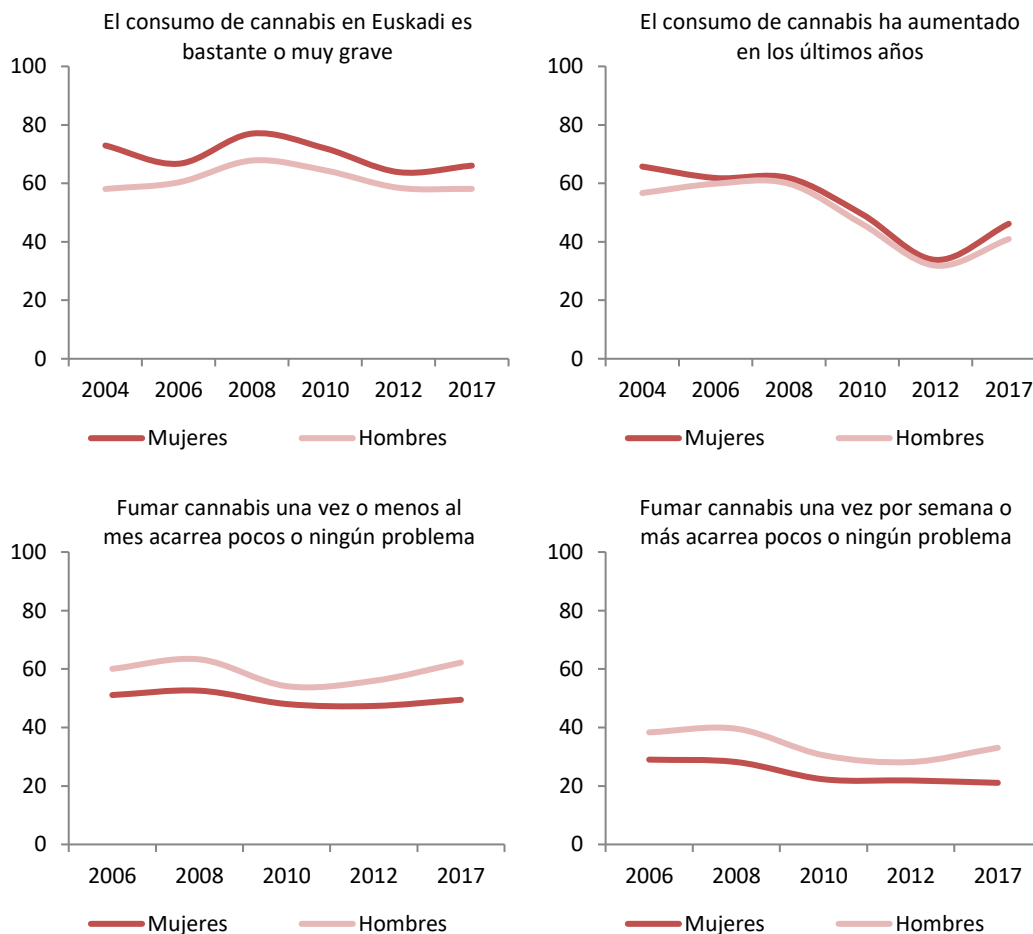 El consumo de cannabis en Euskadi es
bastante o muy grave
100
80
60
40
20
0
2004 2006 2008 2010 2012 2017
Mujeres Hombres
El consumo de cannabis ha aumentado
en los últimos años
100
80
60
40
20
0
2004 2006 2008 2010 2012 2017
Mujeres Hombres
Fumar cannabis una vez o menos al
mes acarrea pocos o ningún problema
100
80
60
40
20
0
2006 2008 2010 2012 2017
Mujeres Hombres
Fumar cannabis una vez por semana o
más acarrea pocos o ningún problema
100
80
60
40
20
0
2006 2008 2010 2012 2017
Mujeres Hombres